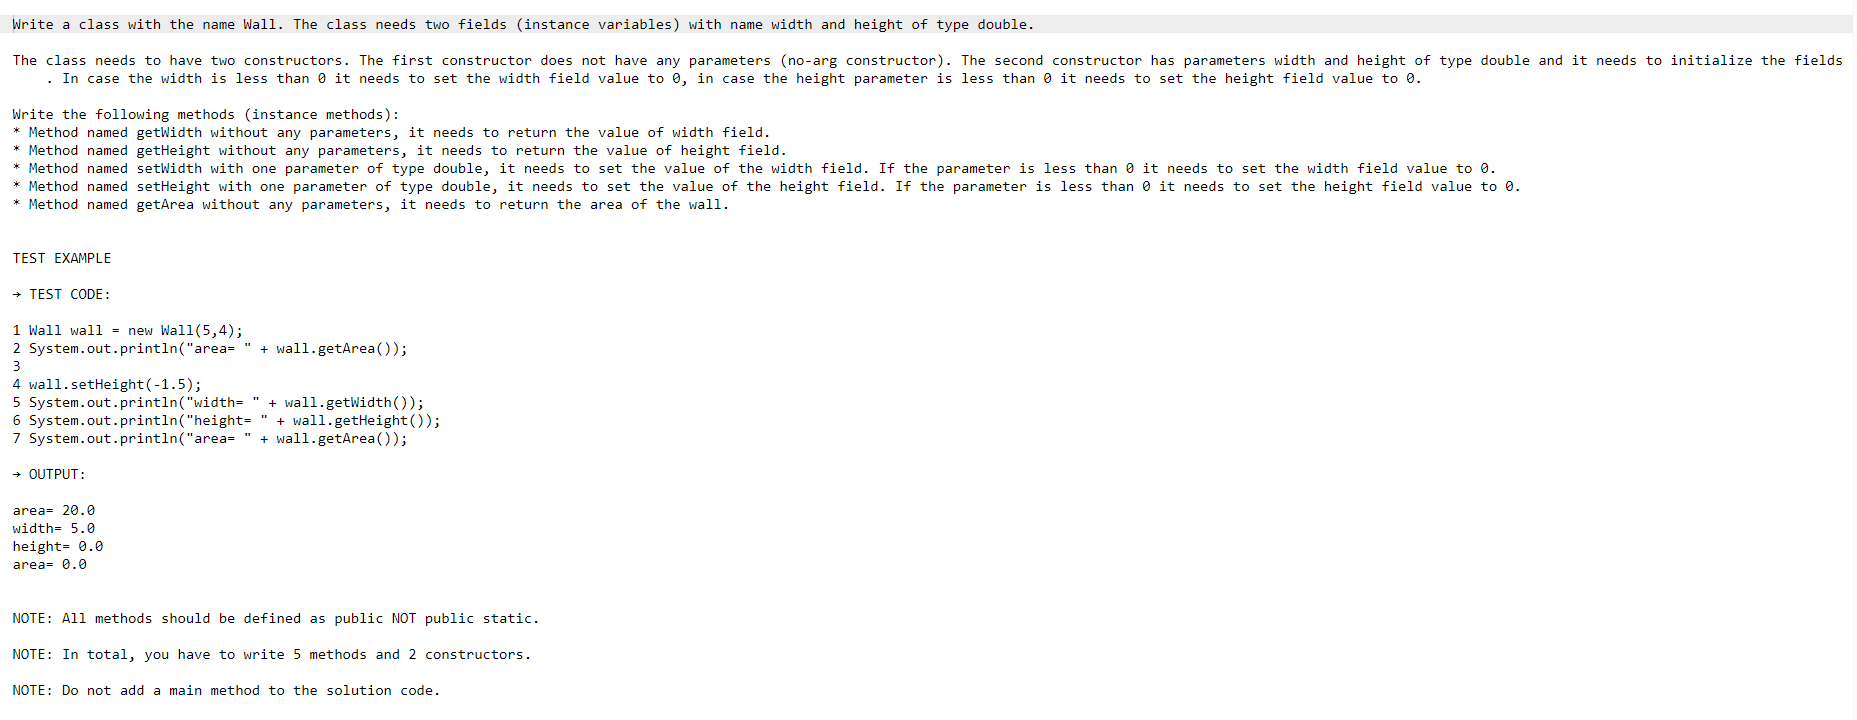 Write a class with the name Wall. The class needs two fields (instance variables) with name width and height of type double.
The class needs to have two constructors. The first constructor does not have any parameters (no-arg constructor). The second constructor has parameters width and height of type double and it needs to initialize the fields
. In case the width is less than 0 it needs to set the width field value to 0, in case the height parameter is less than 0 it needs to set the height field value to 0.
Write the following methods (instance methods):
* Method named getWidth without any parameters, it needs to return the value of width field.
* Method named getHeight without any parameters, it needs to return the value of height field.
* Method named setWidth with one parameter of type double, it needs to set the value of the width field. If the parameter is less than 0 it needs to set the width field value to 0.
* Method named setHeight with one parameter of type double, it needs to set the value of the height field. If the parameter is less than 0 it needs to set the height field value to 0.
* Method named getArea without any parameters, it needs to return the area of the wall.
TEST EXAMPLE
→ TEST CODE:
1 Wall wall = new Wall(5,4);
2 System.out.println("area= " + wall.getArea());
3
4 wall.setHeight(-1.5);
5 System.out.println("width= " + wall.getWidth());
6 System.out.println("height= " + wall.getHeight());
7 System.out.println("area= " + wall.getArea());
→ OUTPUT:
area= 20.0
width= 5.0
height= 0.0
area= 0.0
NOTE: All methods should be defined as public NOT public static.
NOTE: In total, you have to write 5 methods and 2 constructors.
NOTE: Do not add a main method to the solution code.